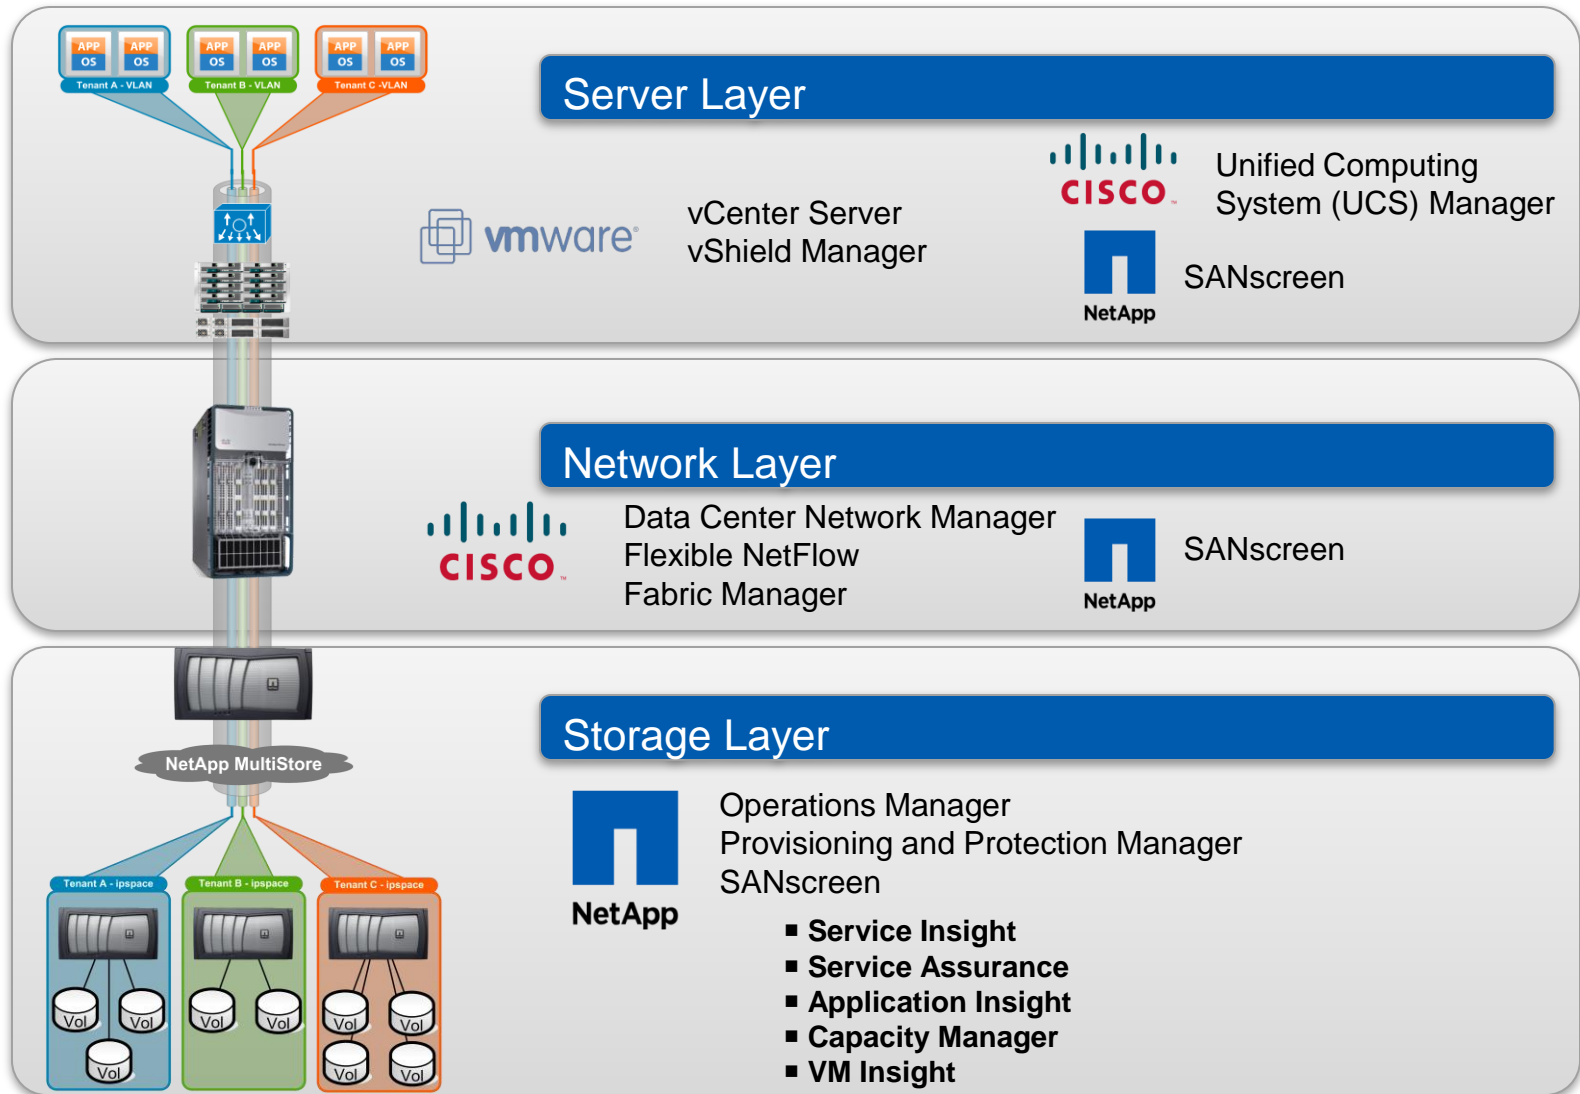 APP APP APP APP APP APP
OS OS OS OS OS OS
Tenant A - VLAN Tenant B - VLAN Tenant C -VLAN
Server Layer
vmware®
vCenter Server
vShield Manager
CISCO™
Unified Computing
System (UCS) Manager
NetApp
SANscreen
Network Layer
CISCO™
Data Center Network Manager
Flexible NetFlow
Fabric Manager
NetApp
SANscreen
Storage Layer
NetApp MultiStore
NetApp
Operations Manager
Provisioning and Protection Manager
SANscreen
▪ Service Insight
▪ Service Assurance
▪ Application Insight
▪ Capacity Manager
▪ VM Insight
Tenant A - ipspace Tenant B - ipspace Tenant C - ipspace
Vol Vol Vol Vol Vol Vol
Vol Vol Vol